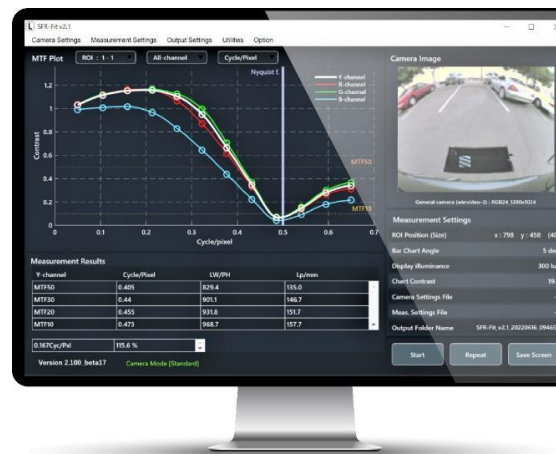 SFR-Fit v2.1
Camera Settings Measurement Settings Output Settings Utilities Option
MTF Plot ROI : 1-1 All-channel Cycle/Pixel
Nyquist f.
Y-channel
R-channel
G-channel
B-channel
1.2
1
0.8
0.6
0.4
0.2
0
Contrast
MTF50
MTF10
0 0.1 0.2 0.3 0.4 0.5 0.6 0.7
Cycle/pixel
Camera Image
General camera (winvideo-3) : RGB24_1280x1024
Measurement Results
Y-channel Cycle/Pixel LW/PH Lp/mm
MTF50 0.405 829.4 135.0
MTF30 0.44 901.1 146.7
MTF20 0.455 931.8 151.7
MTF10 0.473 968.7 157.7
0.167Cyc/Pxl 115.6 %
Version 2.100_beta17 Camera Mode [Standard]
Measurement Settings
ROI Position (Size) x : 798 y : 458 (40
Bar Chart Angle 5 de
Display illuminance 300 lu
Chart Contrast 19.
Camera Settings File
Meas. Settings File
Output Folder Name SFR-Fit_v2.1_20220616_09465
Start Repeat Save Screen